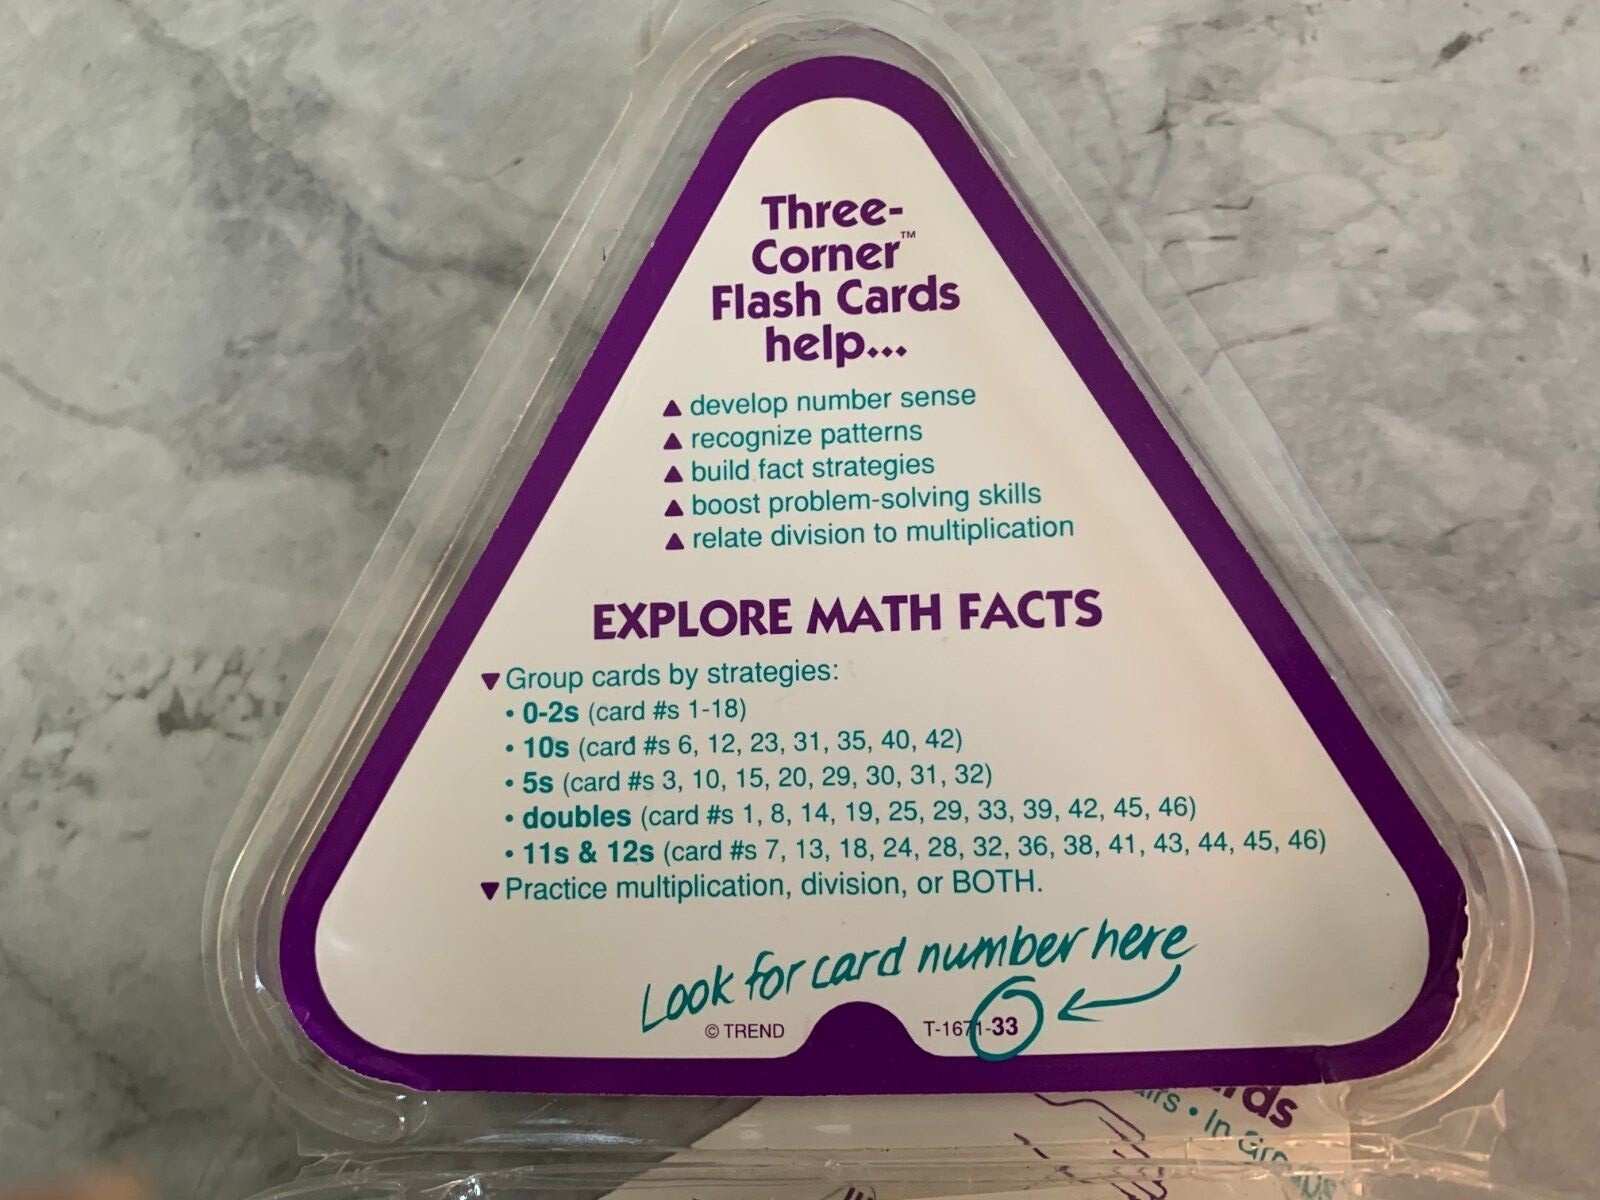 Three-
Corner™
Flash Cards
help...
▲ develop number sense
▲ recognize patterns
▲ build fact strategies
▲ boost problem-solving skills
▲ relate division to multiplication
EXPLORE MATH FACTS
▼ Group cards by strategies:
• 0-2s (card #s 1-18)
• 10s (card #s 6, 12, 23, 31, 35, 40, 42)
• 5s (card #s 3, 10, 15, 20, 29, 30, 31, 32)
• doubles (card #s 1, 8, 14, 19, 25, 29, 33, 39, 42, 45, 46)
• 11s & 12s (card #s 7, 13, 18, 24, 28, 32, 36, 38, 41, 43, 44, 45, 46)
▼ Practice multiplication, division, or BOTH.
Look for card number here
© TREND T-1671-33
• In